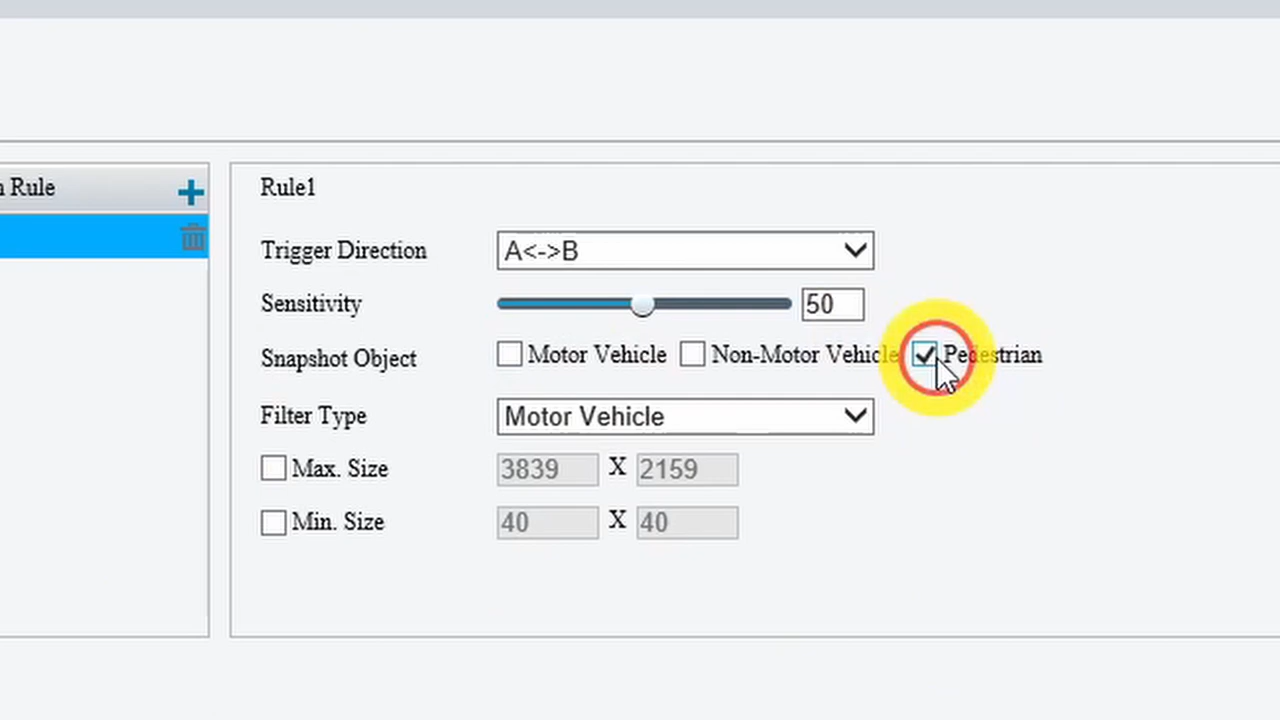 Rule
Rule1
Trigger Direction A<->B
Sensitivity 50
Snapshot Object Motor Vehicle Non-Motor Vehicle Pedestrian
Filter Type Motor Vehicle
Max. Size 3839 X 2159
Min. Size 40 X 40